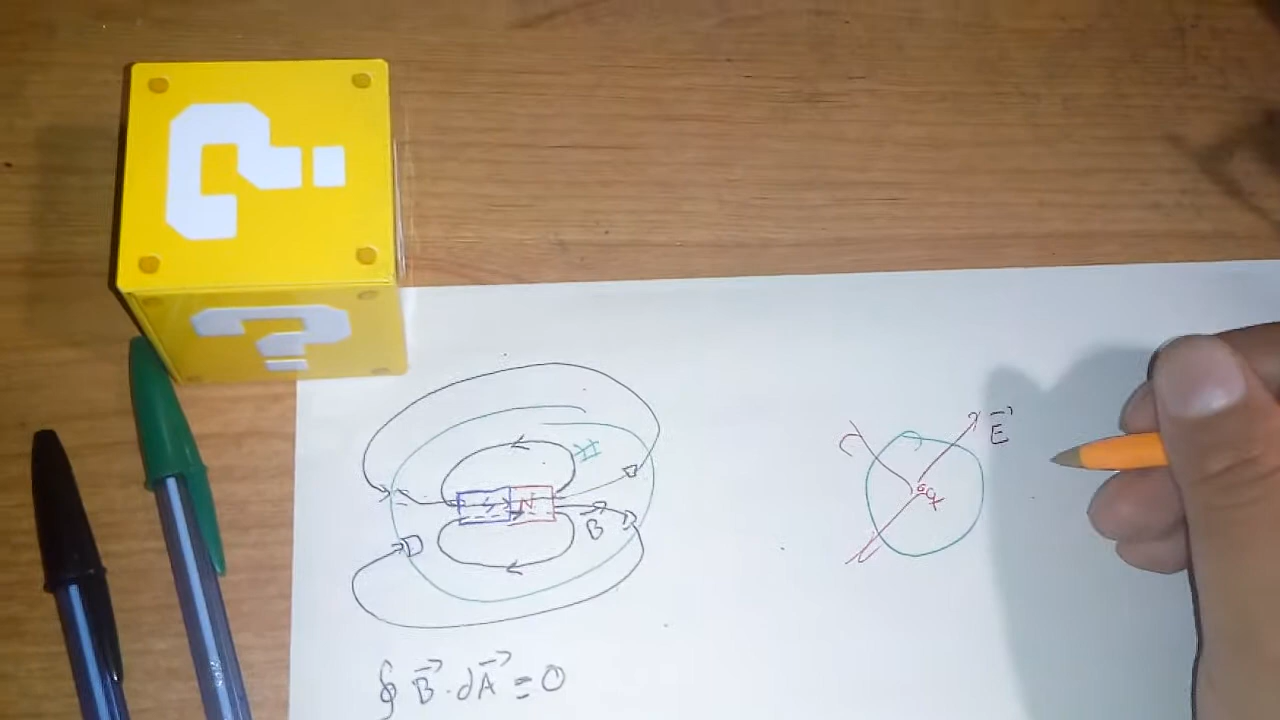 ?
?
S N
B⃗
E⃗
∮ B⃗ · dA⃗ = 0